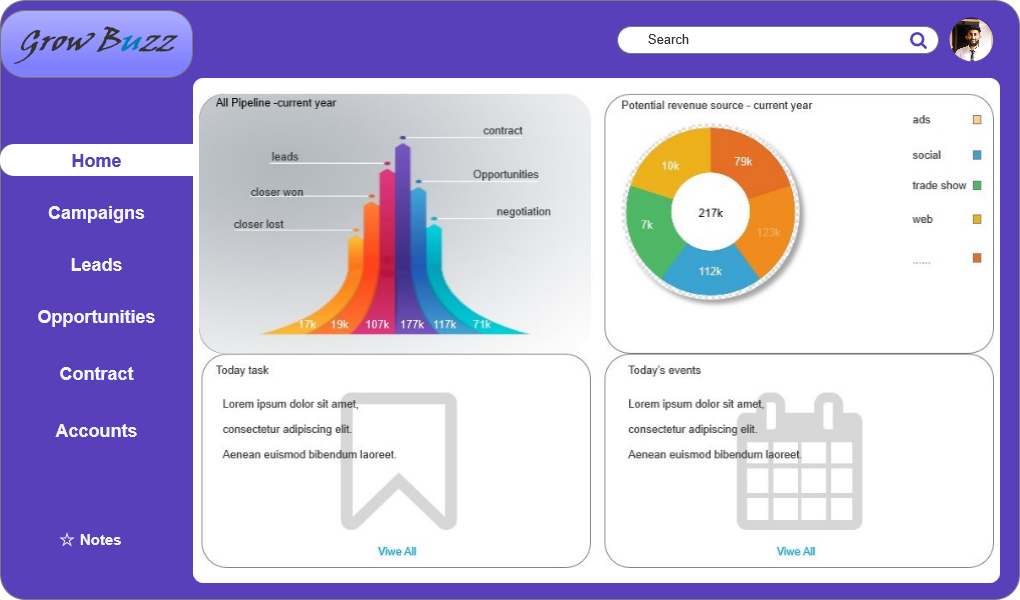 Grow Buzz
Search
Home
Campaigns
Leads
Opportunities
Contract
Accounts
☆ Notes
All Pipeline -current year
contract
leads
Opportunities
closer won
negotiation
closer lost
17k 19k 107k 177k 117k 71k
Potential revenue source - current year
ads
social
trade show
web
......
10k
79k
7k
217k
123k
112k
Today task
Lorem ipsum dolor sit amet,
consectetur adipiscing elit.
Aenean euismod bibendum laoreet.
Viwe All
Today's events
Lorem ipsum dolor sit amet,
consectetur adipiscing elit.
Aenean euismod bibendum laoreet.
Viwe All